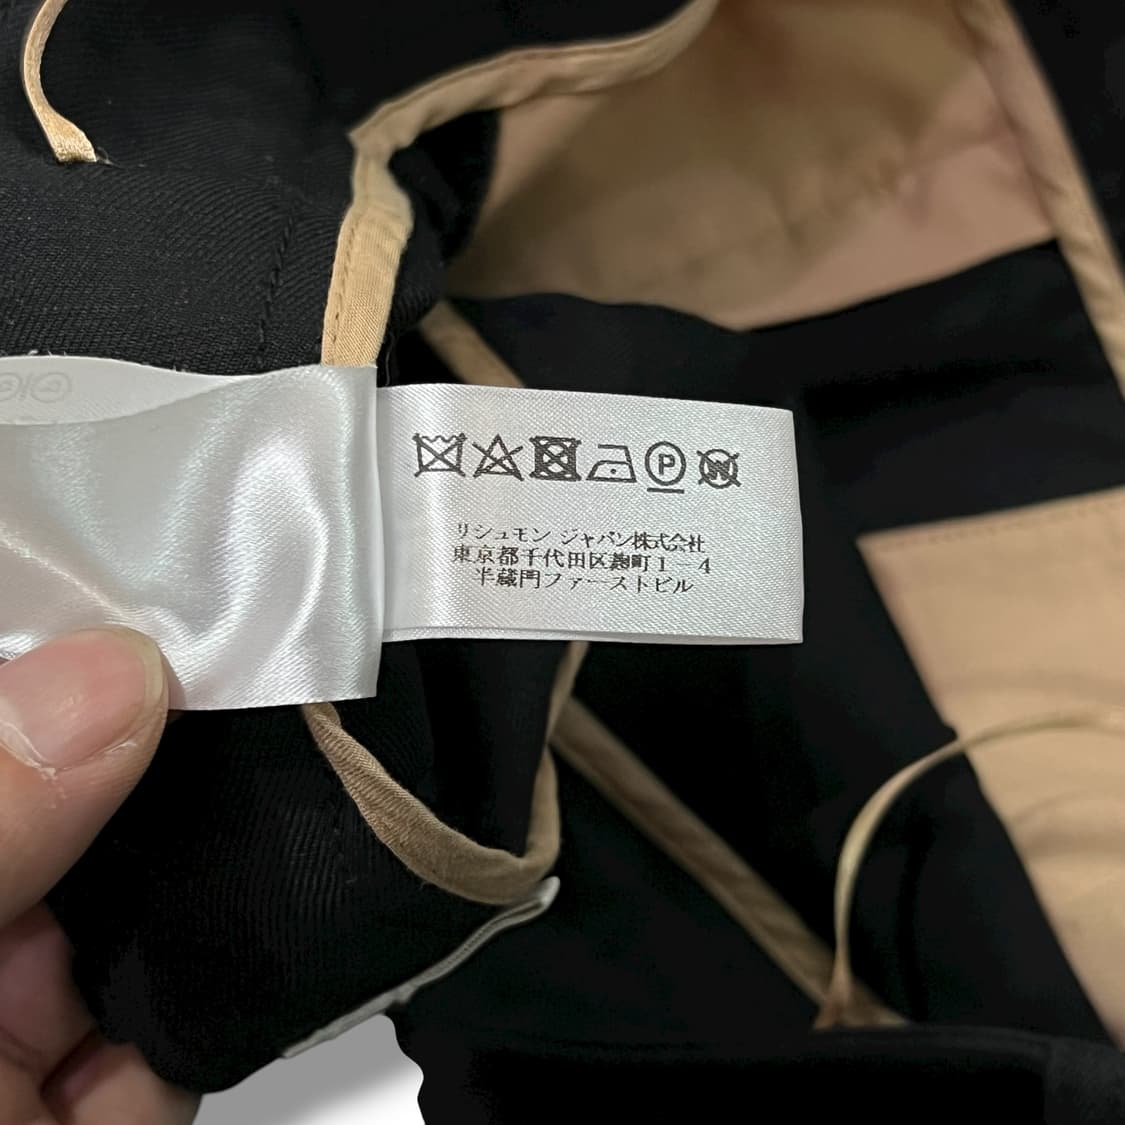 P W
リシュモン ジャパン株式会社
東京都千代田区麹町1－4
半蔵門ファーストビル